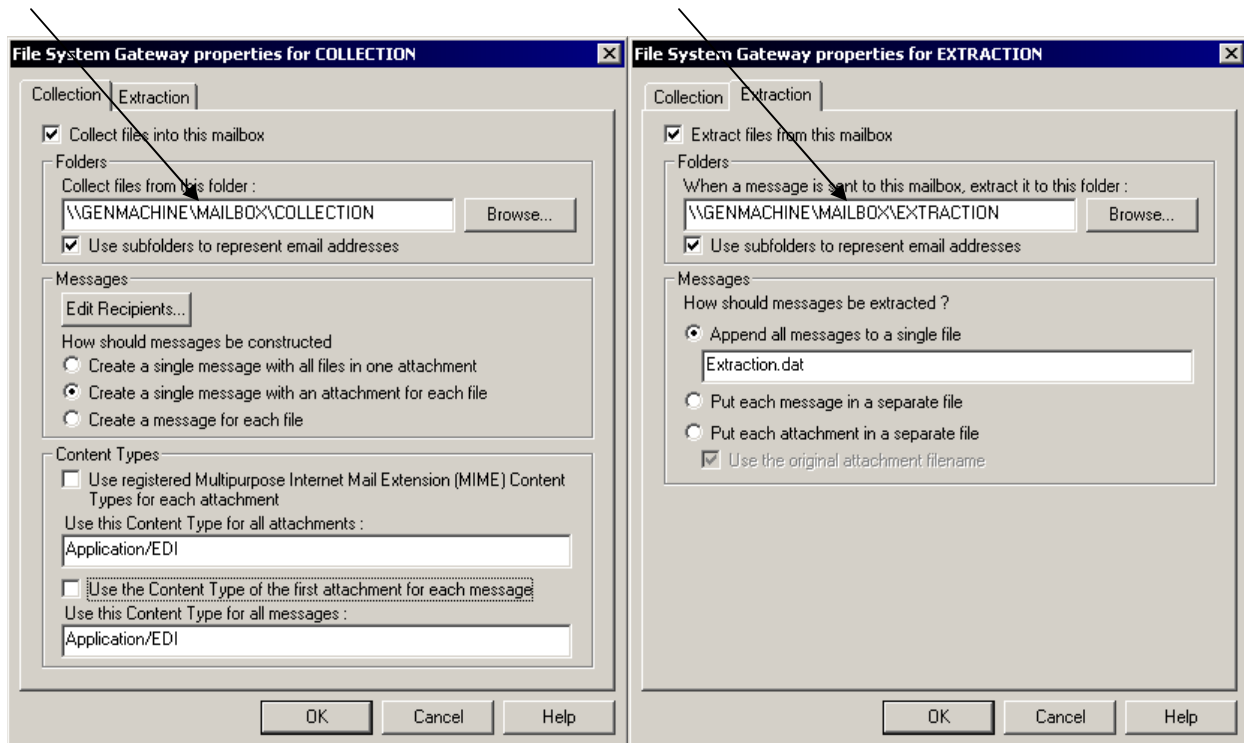 File System Gateway properties for COLLECTION
Collection
Extraction
Collect files into this mailbox
Folders
Collect files from this folder :
\\GENMACHINE\MAILBOX\COLLECTION
Browse...
Use subfolders to represent email addresses
Messages
Edit Recipients...
How should messages be constructed
Create a single message with all files in one attachment
Create a single message with an attachment for each file
Create a message for each file
Content Types
Use registered Multipurpose Internet Mail Extension (MIME) Content
Types for each attachment
Use this Content Type for all attachments :
Application/EDI
Use the Content Type of the first attachment for each message
Use this Content Type for all messages :
Application/EDI
OK
Cancel
Help
File System Gateway properties for EXTRACTION
Collection
Extraction
Extract files from this mailbox
Folders
When a message is sent to this mailbox, extract it to this folder :
\\GENMACHINE\MAILBOX\EXTRACTION
Browse...
Use subfolders to represent email addresses
Messages
How should messages be extracted ?
Append all messages to a single file
Extraction.dat
Put each message in a separate file
Put each attachment in a separate file
Use the original attachment filename
OK
Cancel
Help